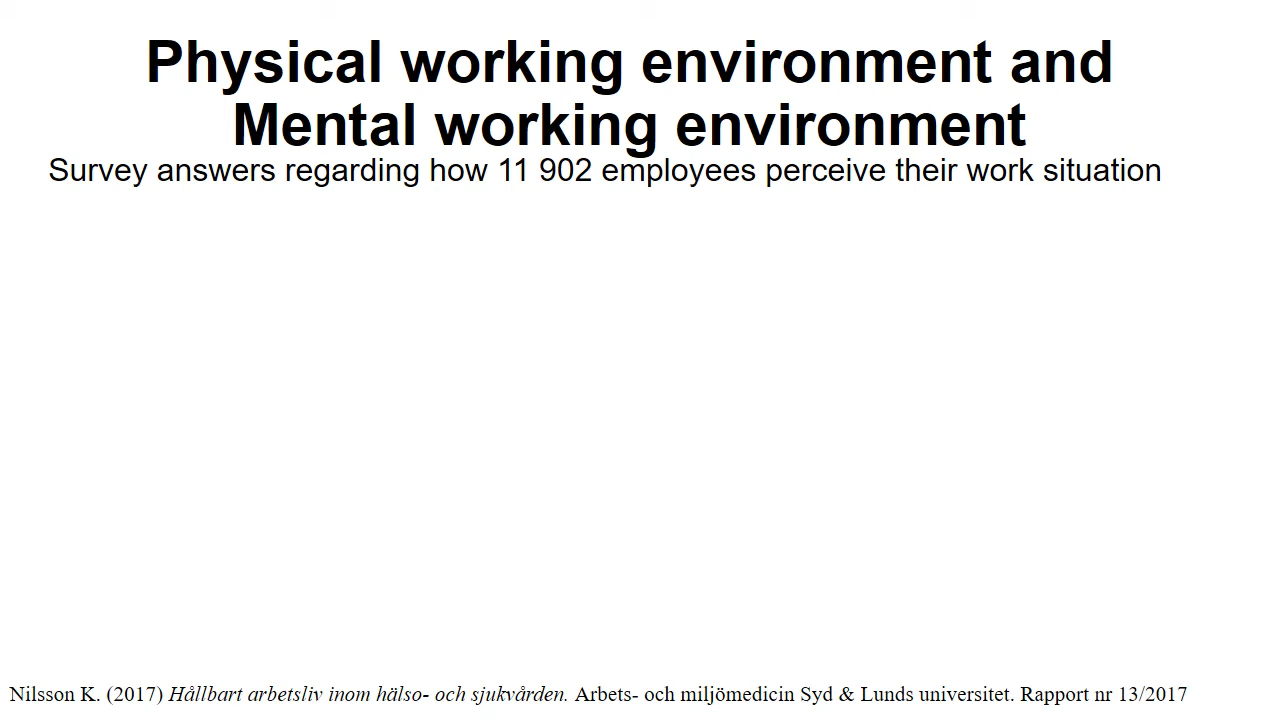 Physical working environment and
Mental working environment
Survey answers regarding how 11 902 employees perceive their work situation
Nilsson K. (2017) Hållbart arbetsliv inom hälso- och sjukvården. Arbets- och miljömedicin Syd & Lunds universitet. Rapport nr 13/2017